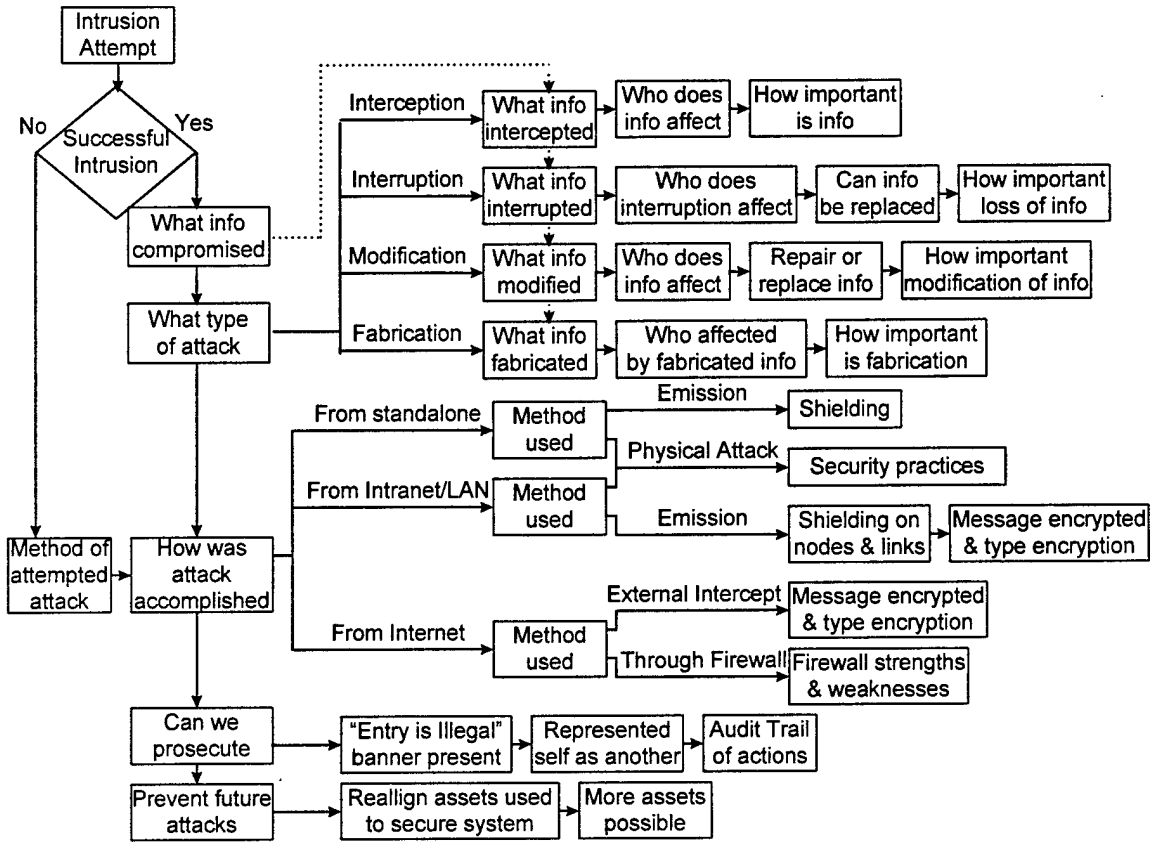 Intrusion
Attempt
No
Yes
Successful
Intrusion
What info
compromised
What type
of attack
Interception
What info
intercepted
Who does
info affect
How important
is info
Interruption
What info
interrupted
Who does
interruption affect
Can info
be replaced
How important
loss of info
Modification
What info
modified
Who does
info affect
Repair or
replace info
How important
modification of info
Fabrication
What info
fabricated
Who affected
by fabricated info
How important
is fabrication
Method of
attempted
attack
How was
attack
accomplished
From standalone
Method
used
Emission
Shielding
Physical Attack
Security practices
From Intranet/LAN
Method
used
Emission
Shielding on
nodes & links
Message encrypted
& type encryption
From Internet
Method
used
External Intercept
Message encrypted
& type encryption
Through Firewall
Firewall strengths
& weaknesses
Can we
prosecute
“Entry is Illegal”
banner present
Represented
self as another
Audit Trail
of actions
Prevent future
attacks
Reallign assets used
to secure system
More assets
possible